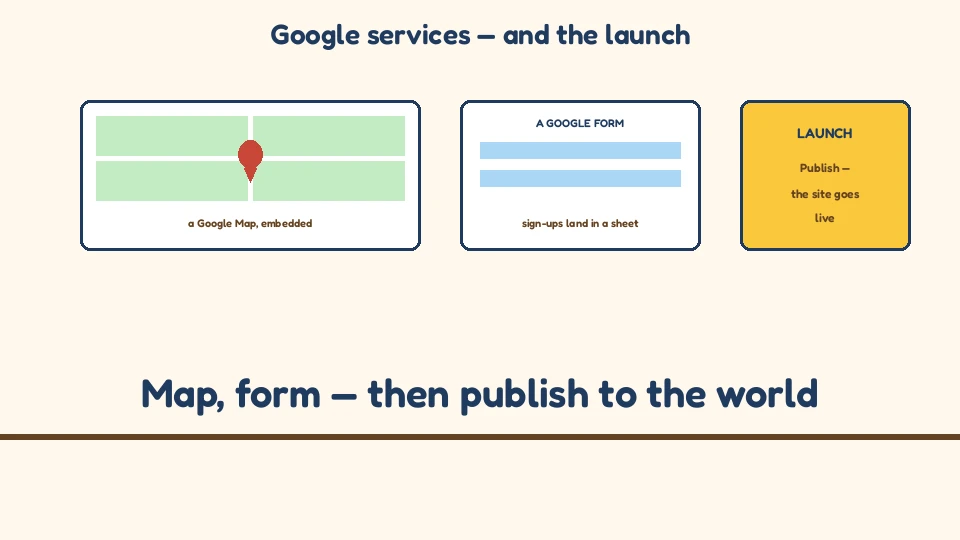 Google services — and the launch
a Google Map, embedded
A GOOGLE FORM
sign-ups land in a sheet
LAUNCH
Publish —
the site goes
live
Map, form — then publish to the world